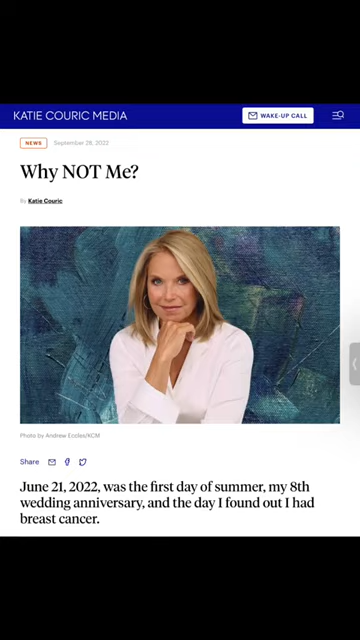 KATIE COURIC MEDIA
WAKE-UP CALL
NEWS
September 28, 2022
Why NOT Me?
By Katie Couric
Photo by Andrew Eccles/KCM
Share
June 21, 2022, was the first day of summer, my 8th
wedding anniversary, and the day I found out I had
breast cancer.